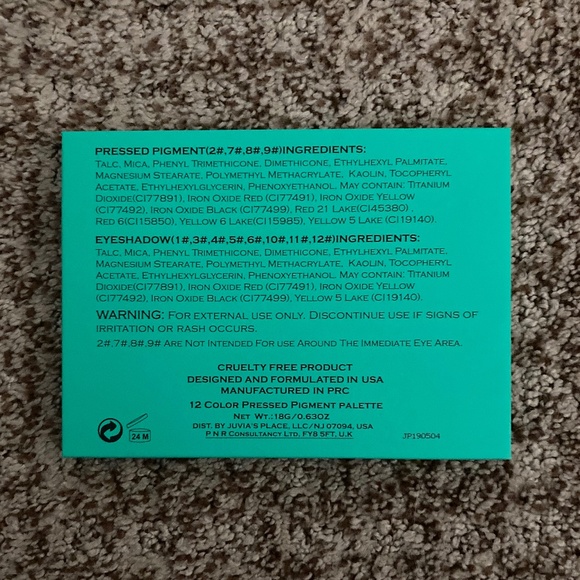 PRESSED PIGMENT(2#,7#,8#,9#)INGREDIENTS:
TALC, MICA, PHENYL TRIMETHICONE, DIMETHICONE, ETHYLHEXYL PALMITATE,
MAGNESIUM STEARATE, POLYMETHYL METHACRYLATE, KAOLIN, TOCOPHERYL
ACETATE, ETHYLHEXYLGLYCERIN, PHENOXYETHANOL. MAY CONTAIN: TITANIUM
DIOXIDE(CI77891), IRON OXIDE RED (CI77491), IRON OXIDE YELLOW
(CI77492), IRON OXIDE BLACK (CI77499), RED 21 LAKE(CI45380) ,
RED 6(CI15850), YELLOW 6 LAKE(CI15985), YELLOW 5 LAKE (CI19140).
EYESHADOW(1#,3#,4#,5#,6#,10#,11#,12#)INGREDIENTS:
TALC, MICA, PHENYL TRIMETHICONE, DIMETHICONE, ETHYLHEXYL PALMITATE,
MAGNESIUM STEARATE, POLYMETHYL METHACRYLATE, KAOLIN, TOCOPHERYL
ACETATE, ETHYLHEXYLGLYCERIN, PHENOXYETHANOL. MAY CONTAIN: TITANIUM
DIOXIDE(CI77891), IRON OXIDE RED (CI77491), IRON OXIDE YELLOW
(CI77492), IRON OXIDE BLACK (CI77499), YELLOW 5 LAKE (CI19140).
WARNING: FOR EXTERNAL USE ONLY. DISCONTINUE USE IF SIGNS OF
IRRITATION OR RASH OCCURS.
2#.7#,8#,9# ARE NOT INTENDED FOR USE AROUND THE IMMEDIATE EYE AREA.
CRUELTY FREE PRODUCT
DESIGNED AND FORMULATED IN USA
MANUFACTURED IN PRC
12 COLOR PRESSED PIGMENT PALETTE
NET WT.:18G/0.63OZ
DIST. BY JUVIA'S PLACE, LLC/NJ 07094, USA
P N R CONSULTANCY LTD. FY8 5FT, U.K
24 M
JP190504